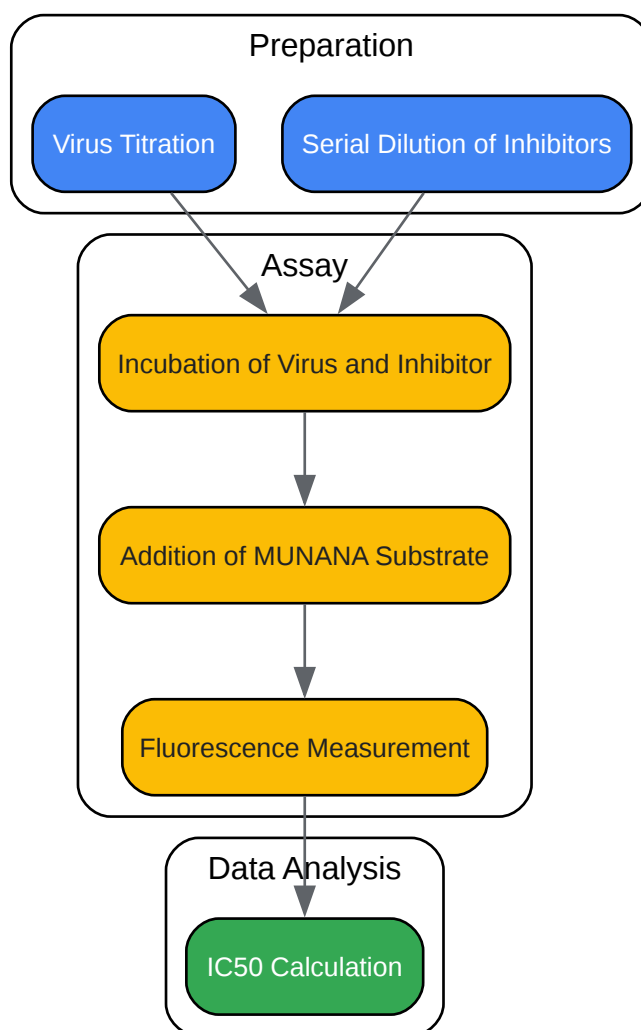 Preparation
Virus Titration
Serial Dilution of Inhibitors
Assay
Incubation of Virus and Inhibitor
Addition of MUNANA Substrate
Fluorescence Measurement
Data Analysis
IC50 Calculation